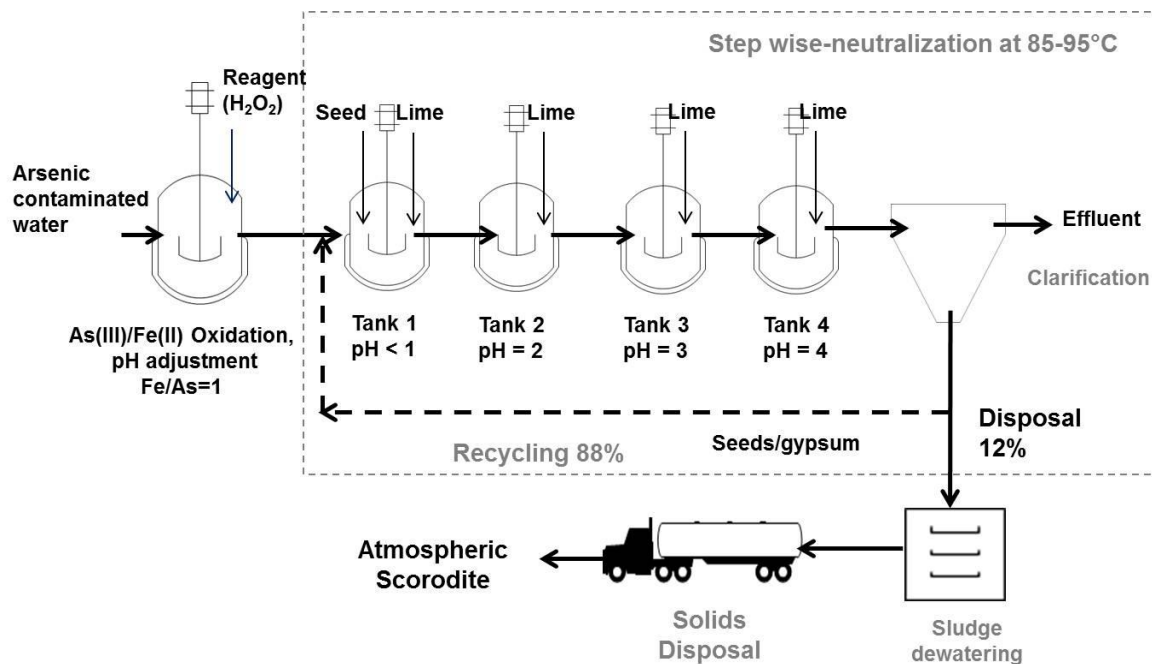 Step wise-neutralization at 85-95°C
Reagent
(H₂O₂)
Seed
Lime
Lime
Lime
Lime
Arsenic
contaminated
water
Effluent
Clarification
As(III)/Fe(II) Oxidation,
pH adjustment
Fe/As=1
Tank 1
pH < 1
Tank 2
pH = 2
Tank 3
pH = 3
Tank 4
pH = 4
Seeds/gypsum
Recycling 88%
Disposal
12%
Atmospheric
Scorodite
Solids
Disposal
Sludge
dewatering